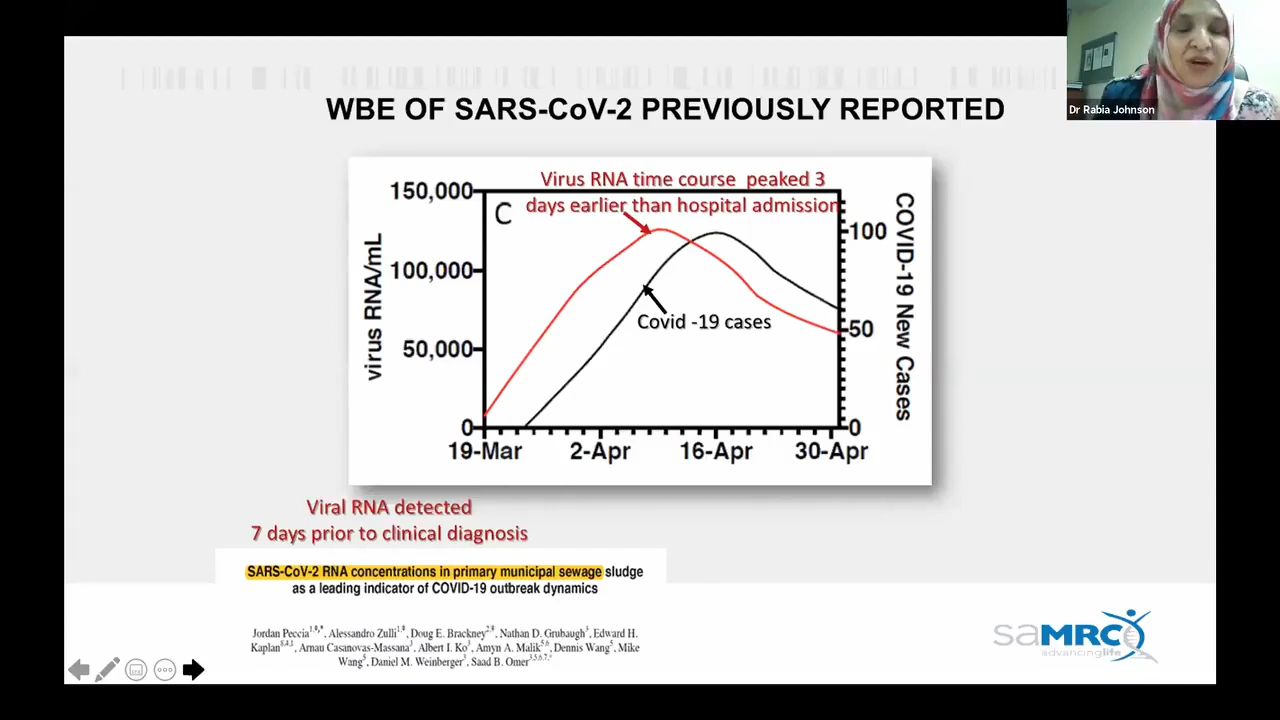 Dr Rabia Johnson
WBE OF SARS-CoV-2 PREVIOUSLY REPORTED
Virus RNA time course peaked 3
days earlier than hospital admission
C
150,000
100,000
50,000
0
virus RNA/mL
Covid -19 cases
100
50
0
COVID-19 New Cases
19-Mar
2-Apr
16-Apr
30-Apr
Viral RNA detected
7 days prior to clinical diagnosis
SARS-CoV-2 RNA concentrations in primary municipal sewage sludge
as a leading indicator of COVID-19 outbreak dynamics
Jordan Peccia, Alessandro Zulli, Doug E. Brackney, Nathan D. Grubaugh, Edward H.
Kaplan, Arnau Casanovas-Massana, Albert I. Ko, Amyn A. Malik, Dennis Wang, Mike
Wang, Daniel M. Weinberger, Saad B. Omer
saMRC
advancing life